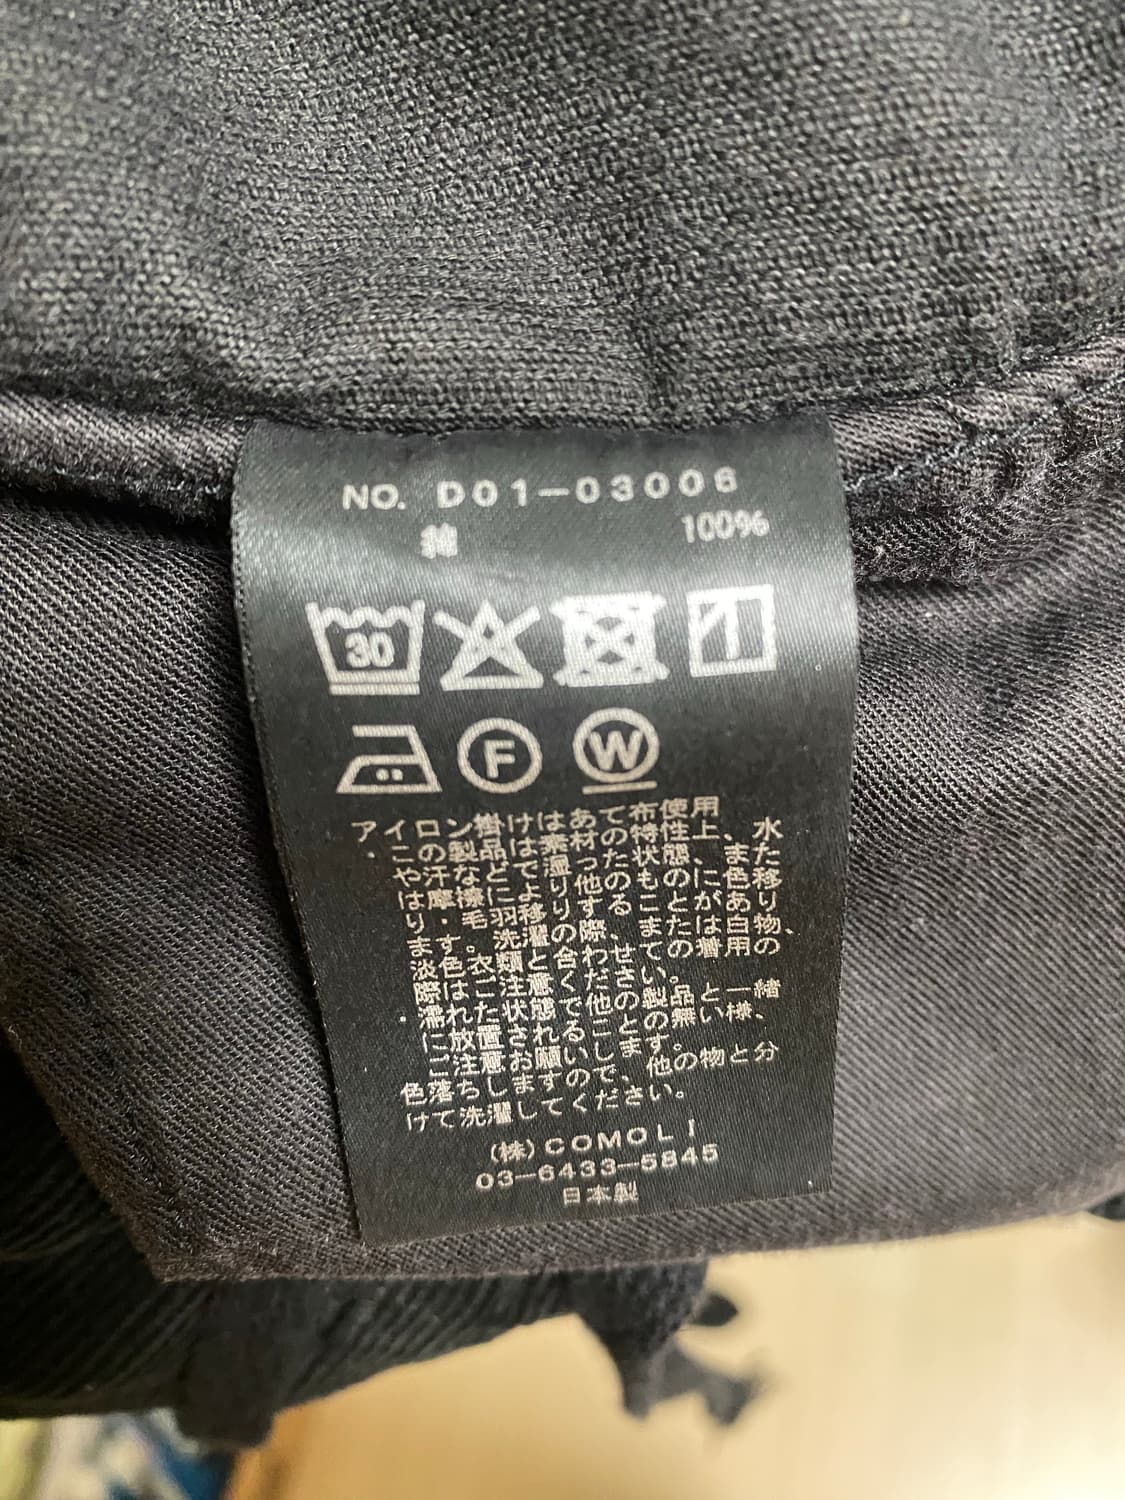 NO. D01-03006
綿 100%
30
F W
アイロン掛けはあて布使用
・この製品は素材の特性上、水
や汗などで湿った状態、また
は摩擦により他のものに色移
り・毛羽移りすることがあり
ます。洗濯の際、または白物、
淡色衣類と合わせての着用の
際はご注意ください。
・濡れた状態で他の製品と一緒
に放置されることの無い様、
ご注意お願いします。
色落ちしますので、他の物と分
けて洗濯してください。
(株)COMOLI
03-6433-5845
日本製